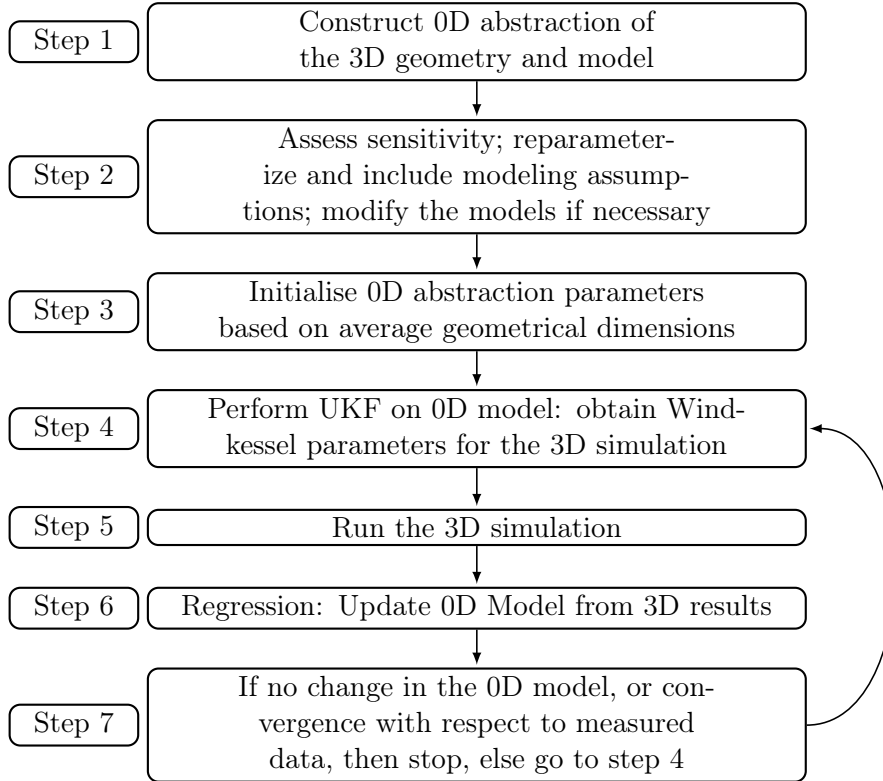 Step 1
Construct 0D abstraction of
the 3D geometry and model
Step 2
Assess sensitivity; reparameter-
ize and include modeling assump-
tions; modify the models if necessary
Step 3
Initialise 0D abstraction parameters
based on average geometrical dimensions
Step 4
Perform UKF on 0D model: obtain Wind-
kessel parameters for the 3D simulation
Step 5
Run the 3D simulation
Step 6
Regression: Update 0D Model from 3D results
Step 7
If no change in the 0D model, or con-
vergence with respect to measured
data, then stop, else go to step 4